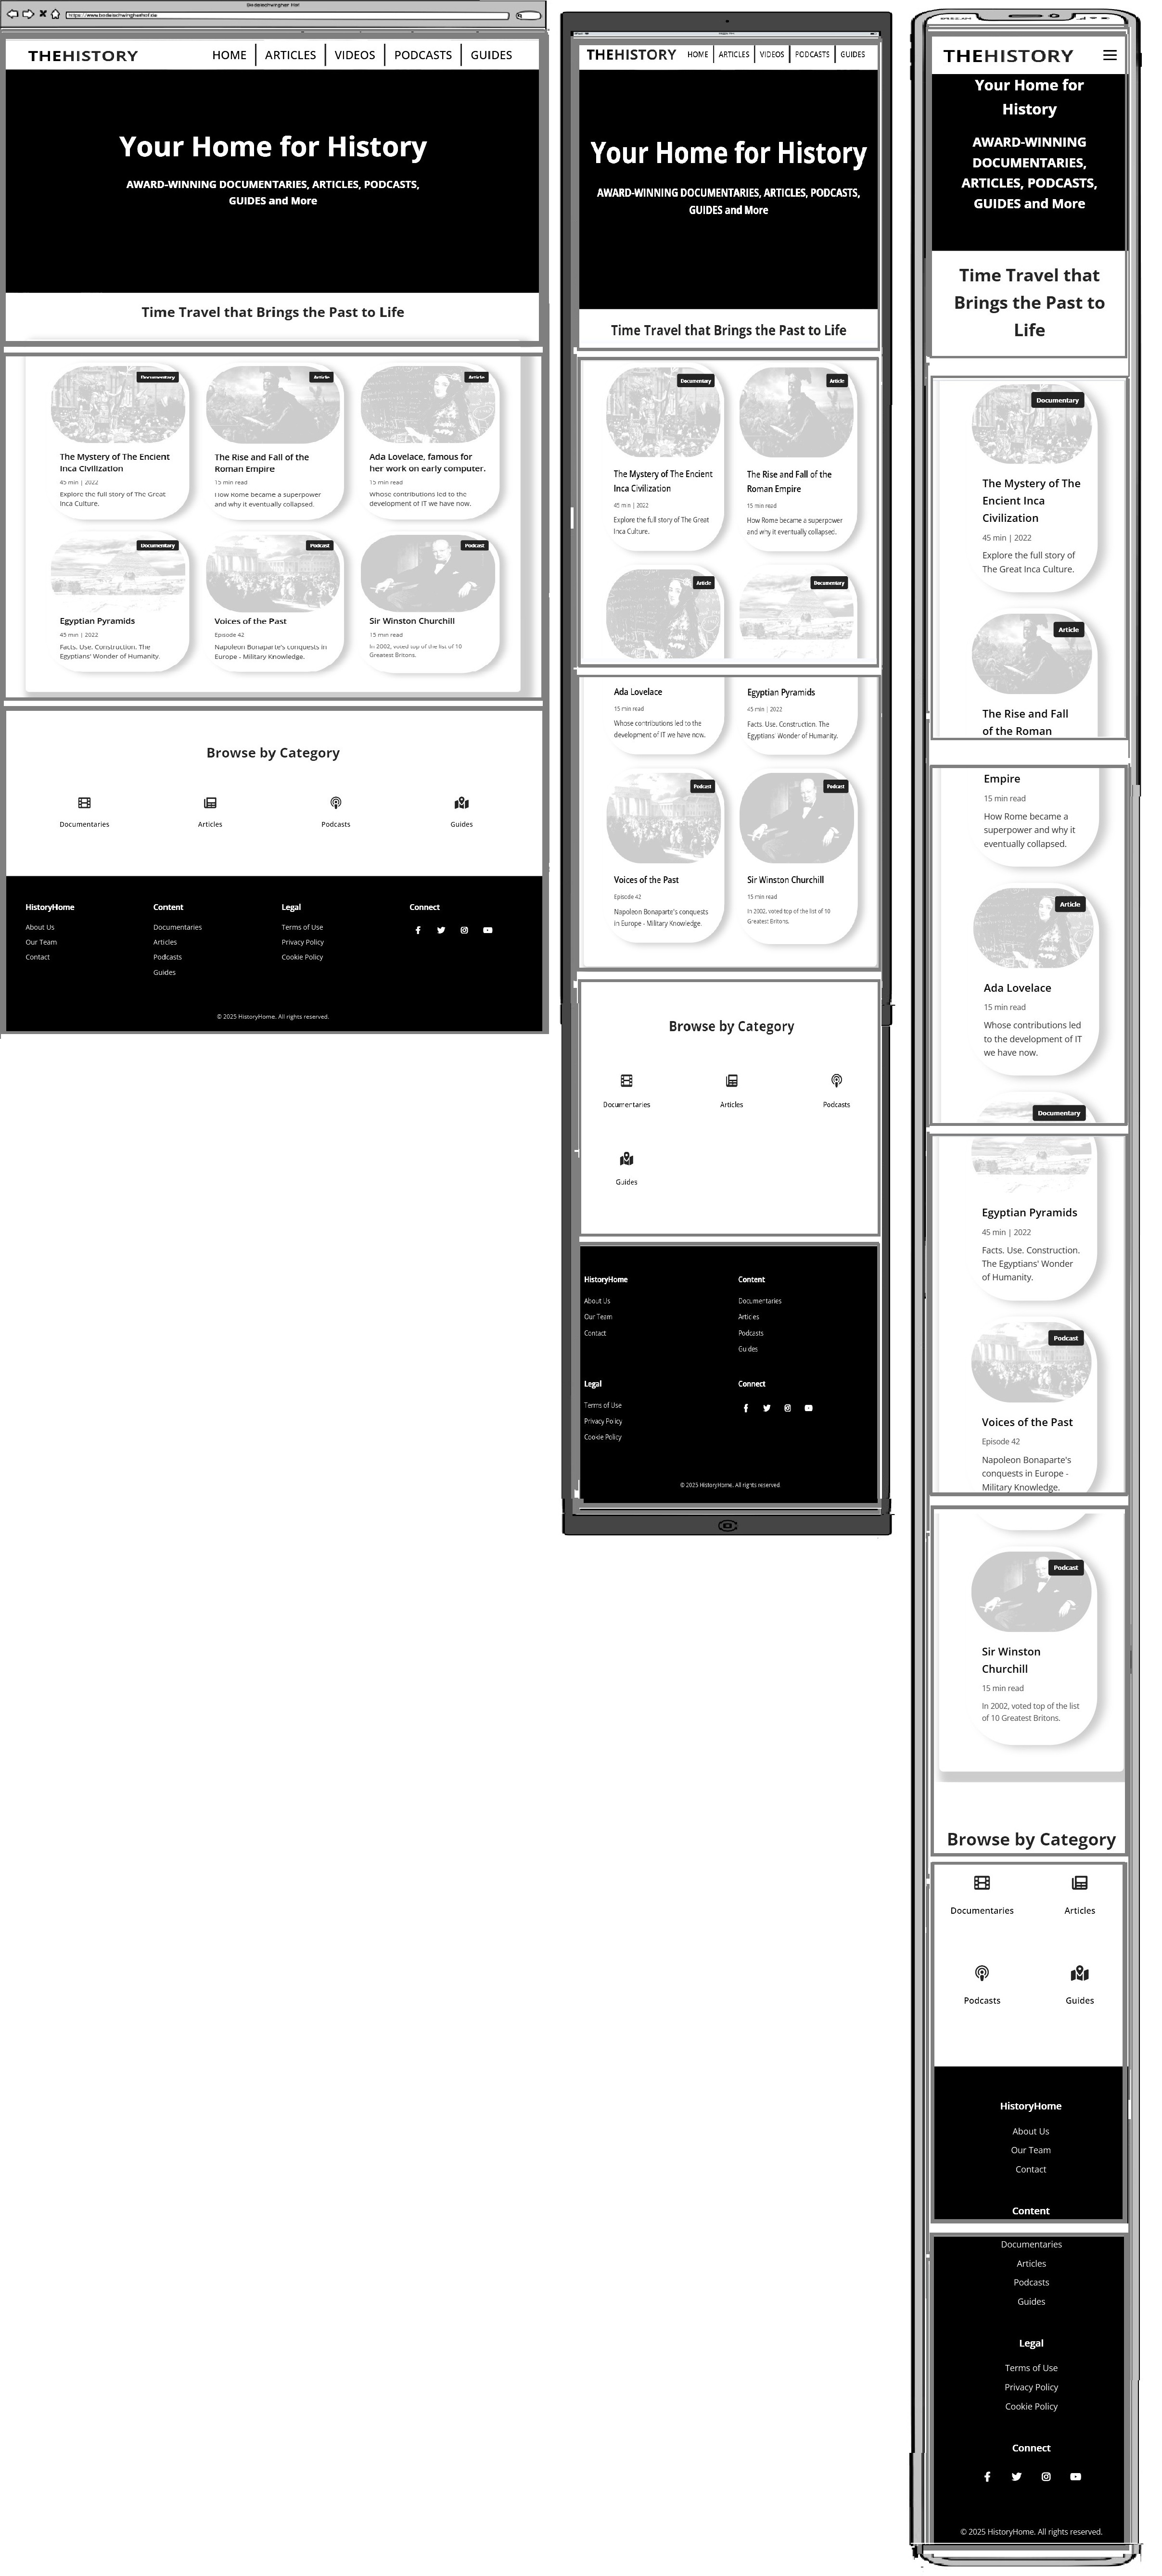 https://www.bodelschwingherhof.xxx
THEHISTORY
HOME
ARTICLES
VIDEOS
PODCASTS
GUIDES
Your Home for History
AWARD-WINNING DOCUMENTARIES, ARTICLES, PODCASTS,
GUIDES and More
Time Travel that Brings the Past to Life
Documentary
The Mystery of The Ancient
Inca Civilization
45 min | 2022
Explore the full story of The Great
Inca Culture.
Article
The Rise and Fall of the
Roman Empire
15 min read
How Rome became a superpower
and why it eventually collapsed.
Article
Ada Lovelace, famous for
her work on early computer.
15 min read
Whose contributions led to the
development of IT we have now.
Documentary
Egyptian Pyramids
45 min | 2022
Facts. Use. Construction. The
Egyptians' Wonder of Humanity.
Podcast
Voices of the Past
Episode 42
Napoleon Bonaparte's conquests in
Europe - Military Knowledge.
Podcast
Sir Winston Churchill
15 min read
In 2002, voted top of the list of 10
Greatest Britons.
Browse by Category
Documentaries
Articles
Podcasts
Guides
HistoryHome
About Us
Our Team
Contact
Content
Documentaries
Articles
Podcasts
Guides
Legal
Terms of Use
Privacy Policy
Cookie Policy
Connect
© 2025 HistoryHome. All rights reserved.
THEHISTORY
HOME
ARTICLES
VIDEOS
PODCASTS
GUIDES
Your Home for History
AWARD-WINNING DOCUMENTARIES, ARTICLES, PODCASTS,
GUIDES and More
Time Travel that Brings the Past to Life
Documentary
The Mystery of The Encient
Inca Civilization
45 min | 2022
Explore the full story of The Great
Inca Culture.
Article
The Rise and Fall of the
Roman Empire
15 min read
How Rome became a superpower
and why it eventually collapsed.
Article
Documentary
Ada Lovelace
15 min read
Whose contributions led to the
development of IT we have now.
Egyptian Pyramids
45 min | 2022
Facts. Use. Construction. The
Egyptians' Wonder of Humanity.
Podcast
Voices of the Past
Episode 42
Napoleon Bonaparte's conquests
in Europe - Military Knowledge.
Podcast
Sir Winston Churchill
15 min read
In 2002, voted top of the list of 10
Greatest Britons.
Browse by Category
Documentaries
Articles
Podcasts
Guides
HistoryHome
About Us
Our Team
Contact
Content
Documentaries
Articles
Podcasts
Guides
Legal
Terms of Use
Privacy Policy
Cookie Policy
Connect
© 2025 HistoryHome. All rights reserved.
THEHISTORY
Your Home for
History
AWARD-WINNING
DOCUMENTARIES,
ARTICLES, PODCASTS,
GUIDES and More
Time Travel that
Brings the Past to
Life
Documentary
The Mystery of The
Encient Inca
Civilization
45 min | 2022
Explore the full story of
The Great Inca Culture.
Article
The Rise and Fall
of the Roman
Empire
15 min read
How Rome became a
superpower and why it
eventually collapsed.
Article
Ada Lovelace
15 min read
Whose contributions led
to the development of IT
we have now.
Documentary
Egyptian Pyramids
45 min | 2022
Facts. Use. Construction.
The Egyptians' Wonder
of Humanity.
Podcast
Voices of the Past
Episode 42
Napoleon Bonaparte's
conquests in Europe -
Military Knowledge.
Podcast
Sir Winston
Churchill
15 min read
In 2002, voted top of the list
of 10 Greatest Britons.
Browse by Category
Documentaries
Articles
Podcasts
Guides
HistoryHome
About Us
Our Team
Contact
Content
Documentaries
Articles
Podcasts
Guides
Legal
Terms of Use
Privacy Policy
Cookie Policy
Connect
© 2025 HistoryHome. All rights reserved.